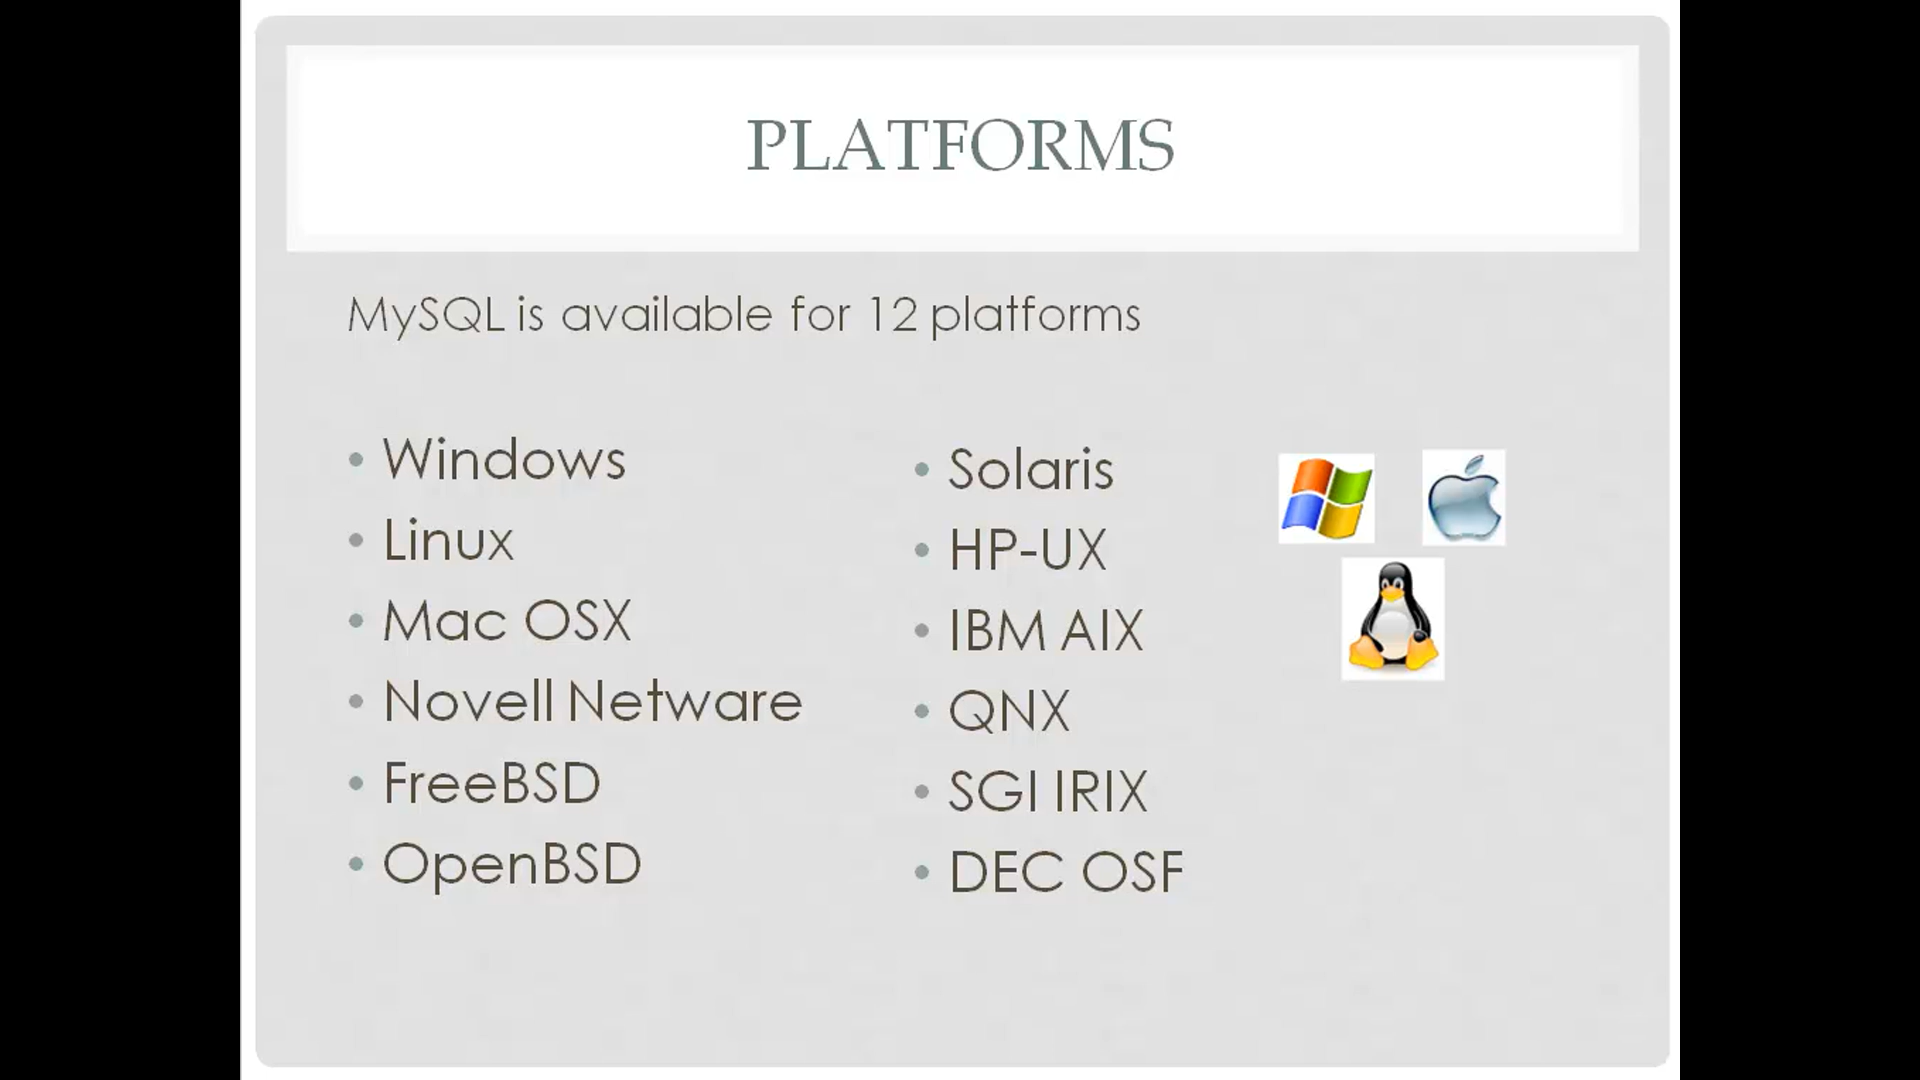 PLATFORMS
MySQL is available for 12 platforms
• Windows
• Linux
• Mac OSX
• Novell Netware
• FreeBSD
• OpenBSD
• Solaris
• HP-UX
• IBM AIX
• QNX
• SGI IRIX
• DEC OSF